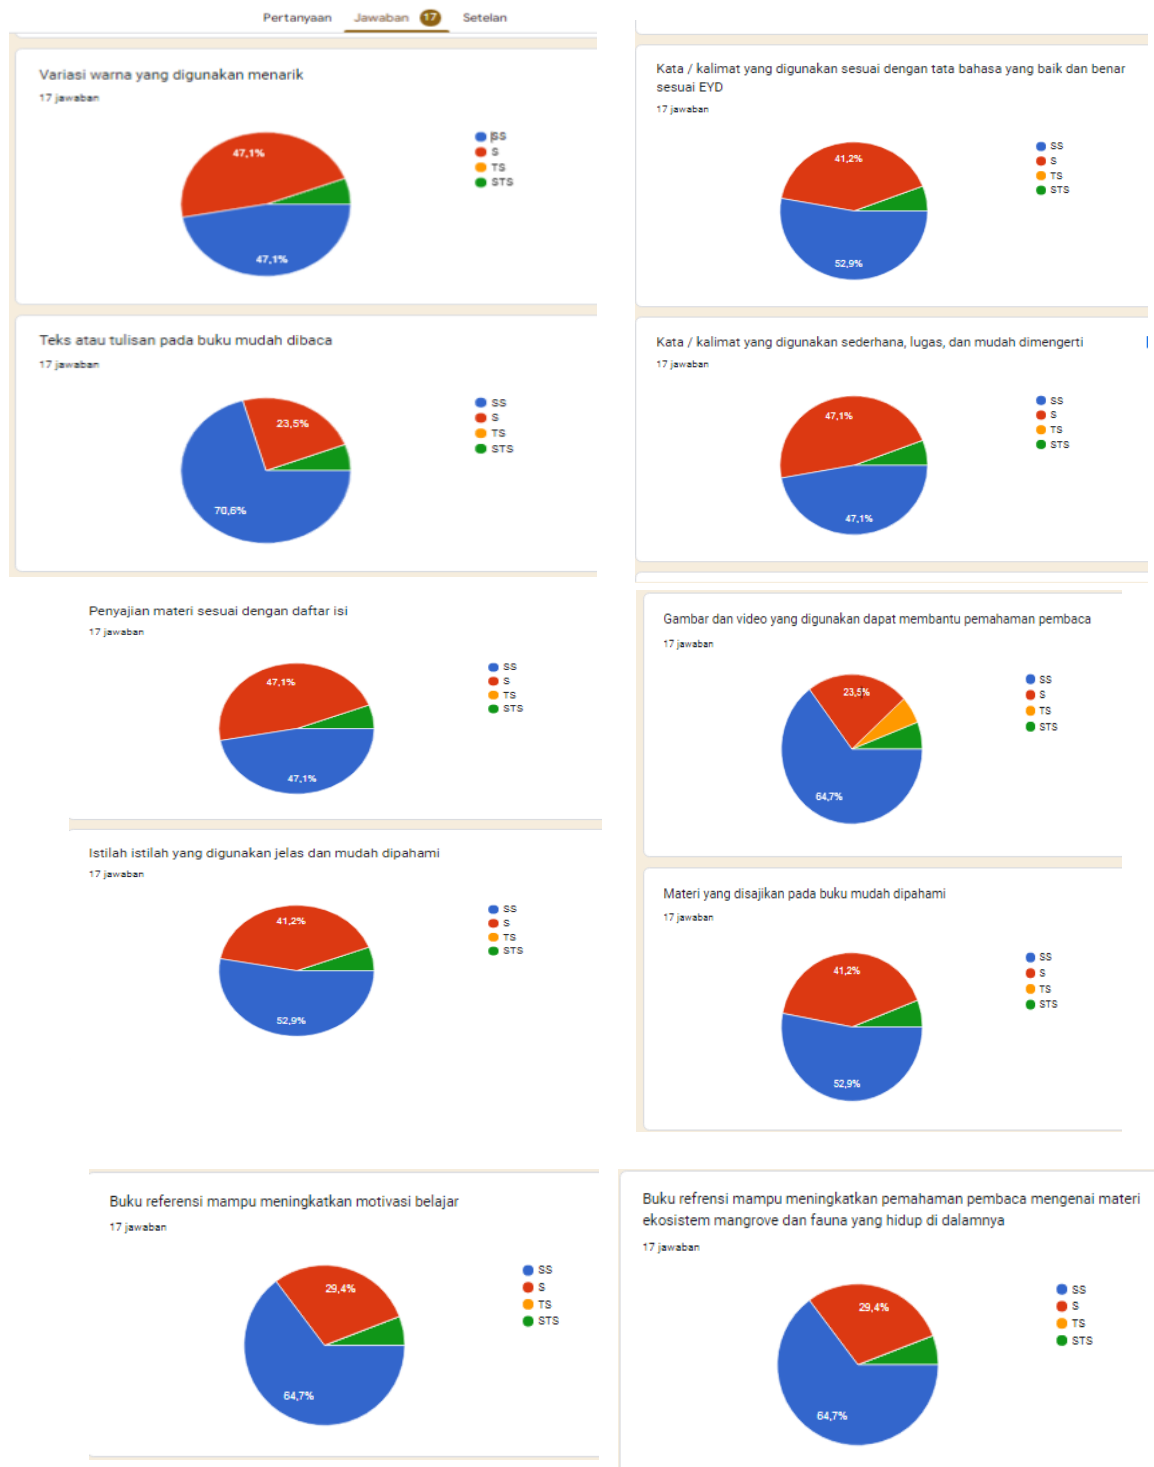 Pertanyaan Jawaban 17 Setelan
Variasi warna yang digunakan menarik
17 jawaban
47,1%
47,1%
SS
S
TS
STS
Teks atau tulisan pada buku mudah dibaca
17 jawaban
23,5%
70,6%
SS
S
TS
STS
Kata / kalimat yang digunakan sesuai dengan tata bahasa yang baik dan benar
sesuai EYD
17 jawaban
41,2%
52,9%
SS
S
TS
STS
Kata / kalimat yang digunakan sederhana, lugas, dan mudah dimengerti
17 jawaban
47,1%
47,1%
SS
S
TS
STS
Penyajian materi sesuai dengan daftar isi
17 jawaban
47,1%
47,1%
SS
S
TS
STS
Istilah istilah yang digunakan jelas dan mudah dipahami
17 jawaban
41,2%
52,9%
SS
S
TS
STS
Gambar dan video yang digunakan dapat membantu pemahaman pembaca
17 jawaban
23,5%
64,7%
SS
S
TS
STS
Materi yang disajikan pada buku mudah dipahami
17 jawaban
41,2%
52,9%
SS
S
TS
STS
Buku referensi mampu meningkatkan motivasi belajar
17 jawaban
29,4%
64,7%
SS
S
TS
STS
Buku refrensi mampu meningkatkan pemahaman pembaca mengenai materi
ekosistem mangrove dan fauna yang hidup di dalamnya
17 jawaban
29,4%
64,7%
SS
S
TS
STS